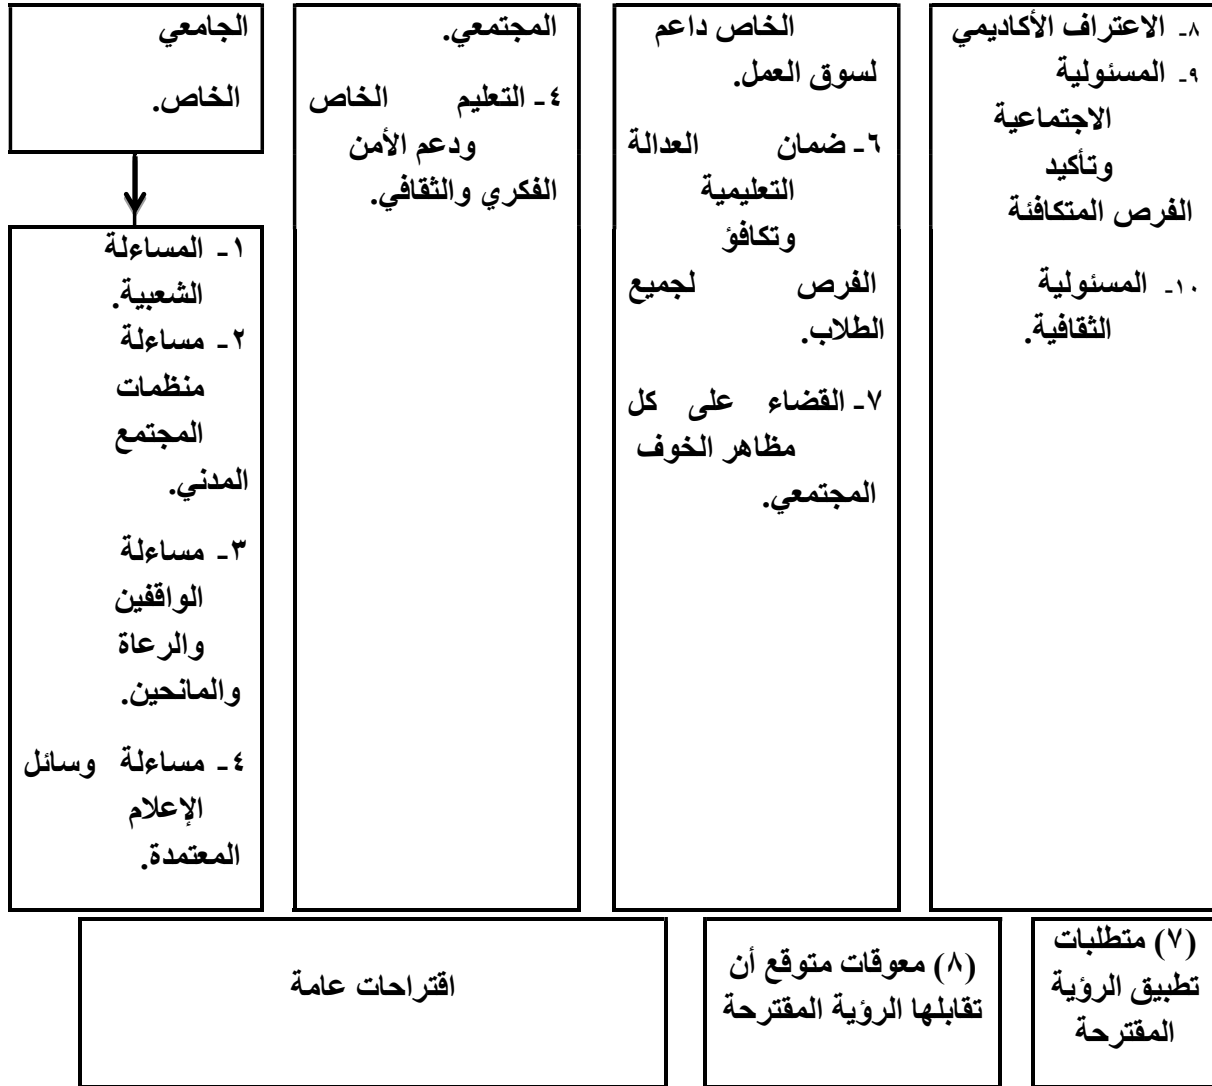 ٨- الاعتراف الأكاديمي
٩- المسئولية
الاجتماعية
وتأكيد
الفرص المتكافئة
١٠- المسئولية
الثقافية.
الخاص داعم
لسوق العمل.
٦- ضمان العدالة
التعليمية
وتكافؤ
الفرص لجميع
الطلاب.
٧- القضاء على كل
مظاهر الخوف
المجتمعي.
المجتمعي.
٤- التعليم الخاص
ودعم الأمن
الفكري والثقافي.
الجامعي
الخاص.
١- المساءلة
الشعبية.
٢- مساءلة
منظمات
المجتمع
المدني.
٣- مساءلة
الواقفين
والرعاة
والمانحين.
٤- مساءلة وسائل
الإعلام
المعتمدة.
(٧) متطلبات
تطبيق الرؤية
المقترحة
(٨) معوقات متوقع أن
تقابلها الرؤية المقترحة
اقتراحات عامة